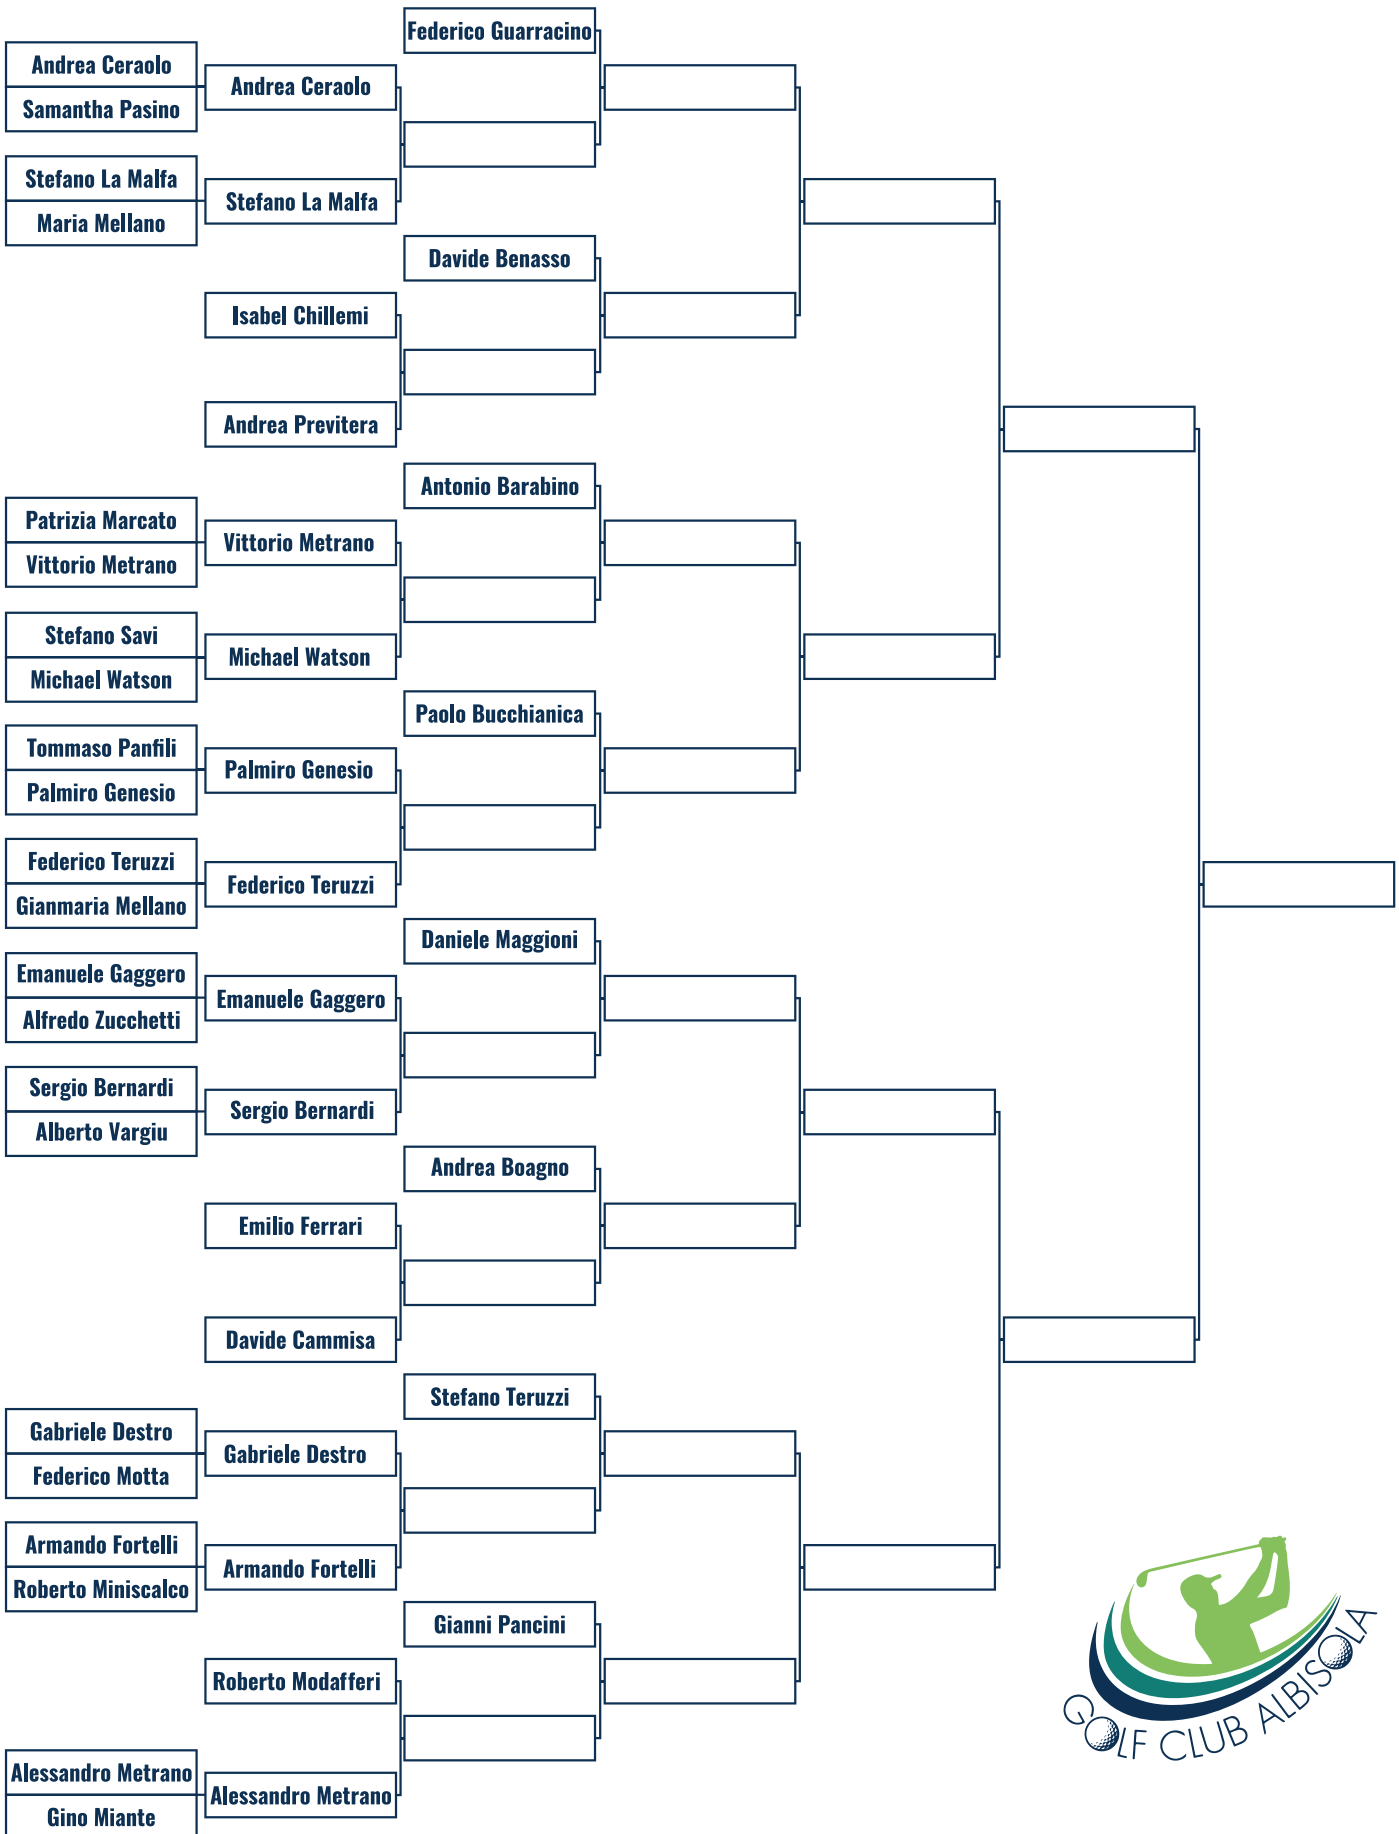 Federico Guarracino
Andrea Ceraolo
Andrea Ceraolo
Samantha Pasino
Stefano La Malfa
Stefano La Malfa
Maria Mellano
Davide Benasso
Isabel Chillemi
Andrea Previtera
Antonio Barabino
Patrizia Marcato
Vittorio Metrano
Vittorio Metrano
Stefano Savi
Michael Watson
Michael Watson
Paolo Bucchianica
Tommaso Panfili
Palmiro Genesio
Palmiro Genesio
Federico Teruzzi
Federico Teruzzi
Gianmaria Mellano
Daniele Maggioni
Emanuele Gaggero
Emanuele Gaggero
Alfredo Zucchetti
Sergio Bernardi
Sergio Bernardi
Alberto Vargiu
Andrea Boagno
Emilio Ferrari
Davide Cammisa
Stefano Teruzzi
Gabriele Destro
Gabriele Destro
Federico Motta
Armando Fortelli
Armando Fortelli
Roberto Miniscalco
Gianni Pancini
Roberto Modafferi
Alessandro Metrano
Alessandro Metrano
Gino Miante
GOLF CLUB ALBISOLA